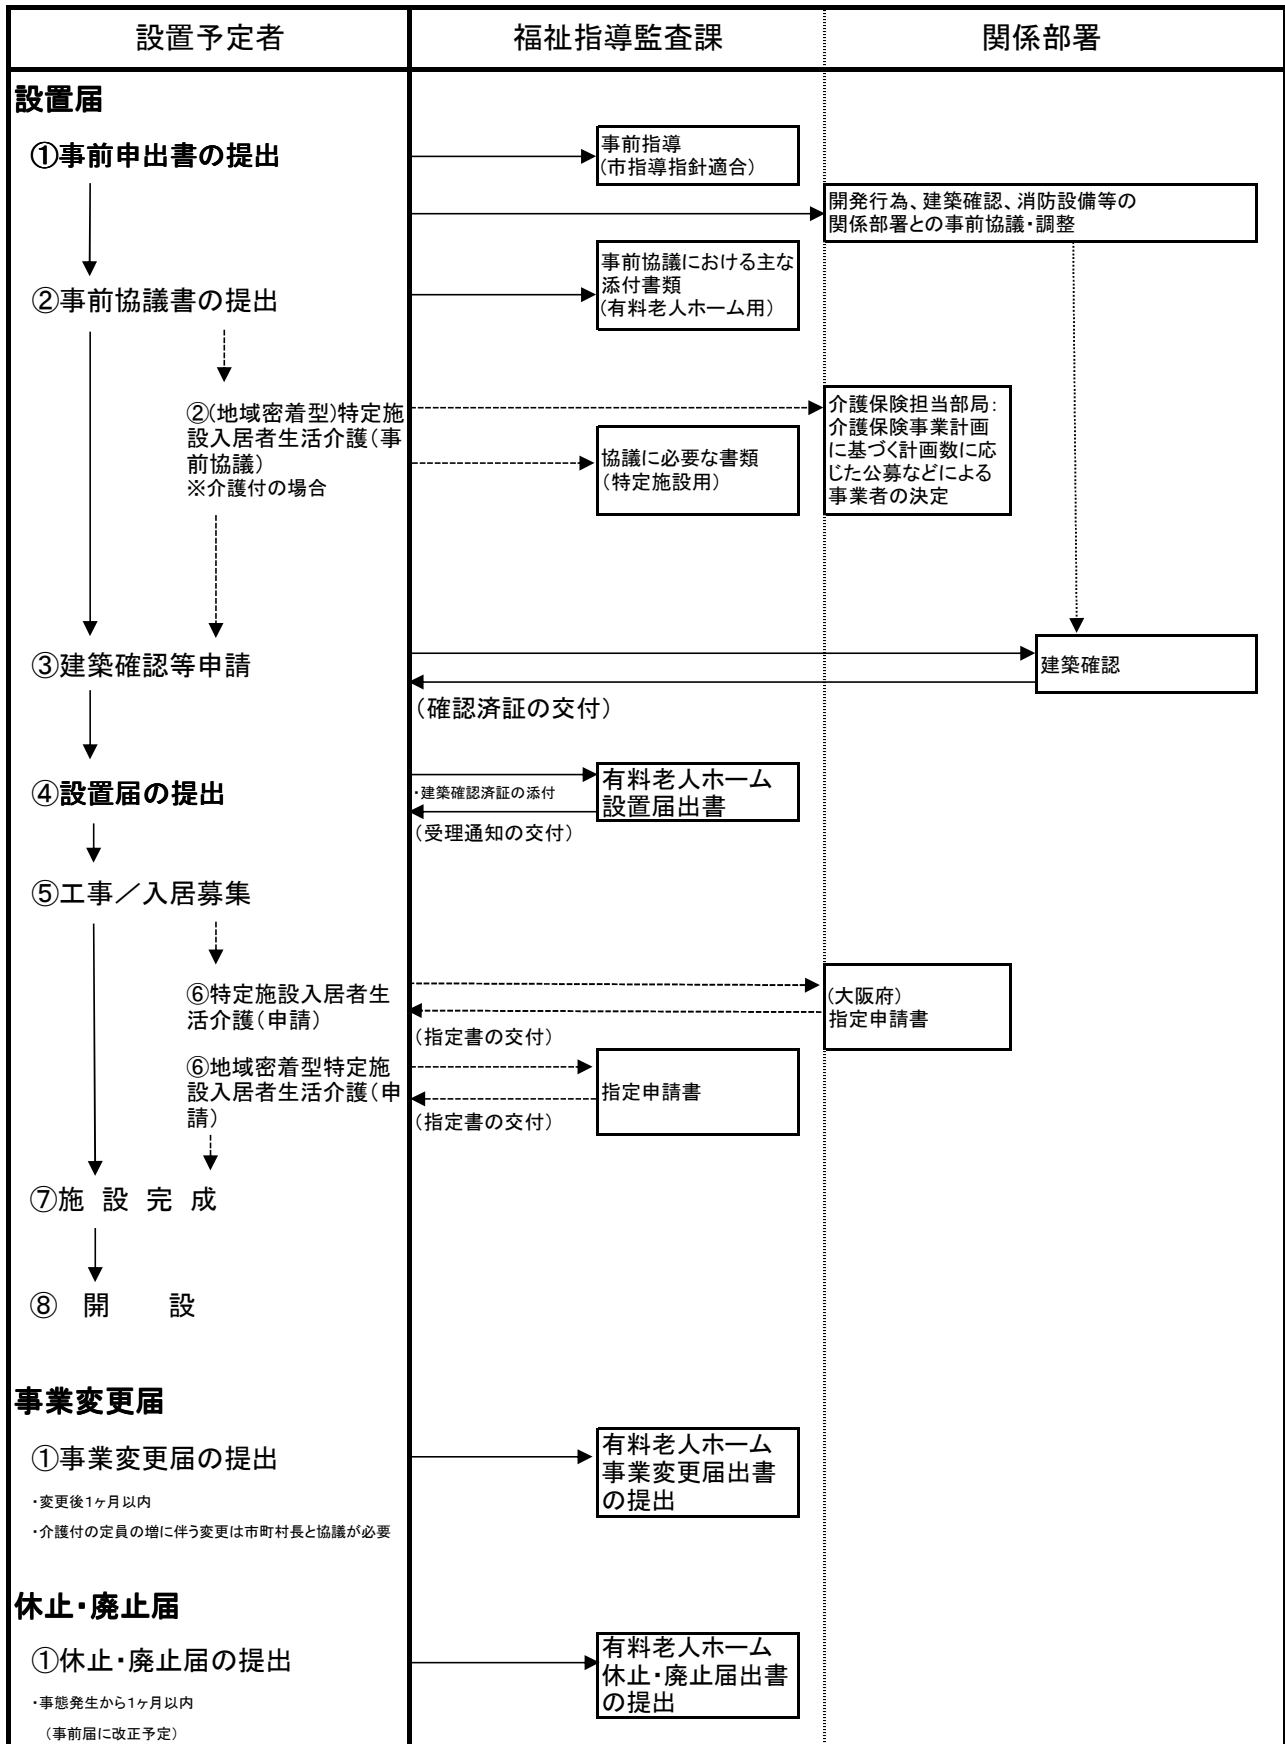 設置予定者
福祉指導監査課
関係部署
設置届
①事前申出書の提出
事前指導
(市指導指針適合)
開発行為、建築確認、消防設備等の
関係部署との事前協議・調整
②事前協議書の提出
事前協議における主な
添付書類
(有料老人ホーム用)
②(地域密着型)特定施
設入居者生活介護(事
前協議)
※介護付の場合
協議に必要な書類
(特定施設用)
介護保険担当部局:
介護保険事業計画
に基づく計画数に応
じた公募などによる
事業者の決定
③建築確認等申請
建築確認
(確認済証の交付)
④設置届の提出
・建築確認済証の添付
有料老人ホーム
設置届出書
(受理通知の交付)
⑤工事/入居募集
⑥特定施設入居者生
活介護(申請)
(大阪府)
指定申請書
(指定書の交付)
⑥地域密着型特定施
設入居者生活介護(申
請)
指定申請書
(指定書の交付)
⑦施 設 完 成
⑧ 開 設
事業変更届
①事業変更届の提出
・変更後1ヶ月以内
・介護付の定員の増に伴う変更は市町村長と協議が必要
有料老人ホーム
事業変更届出書
の提出
休止・廃止届
①休止・廃止届の提出
・事態発生から1ヶ月以内
(事前届に改正予定)
有料老人ホーム
休止・廃止届出書
の提出